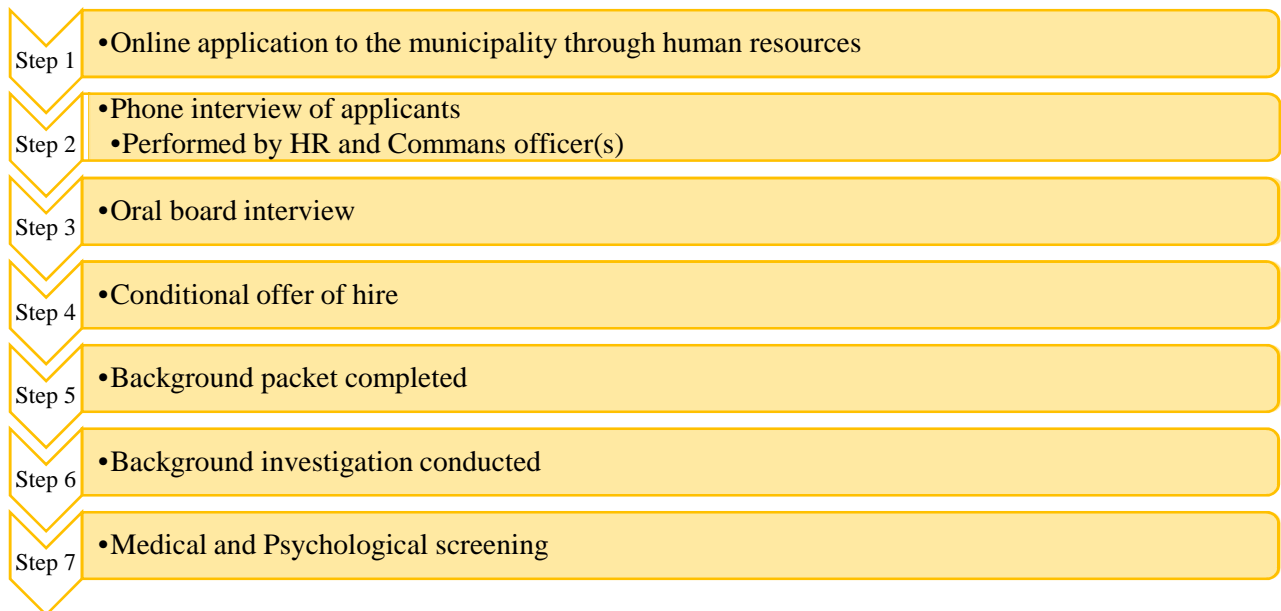 Step 1
•Online application to the municipality through human resources
Step 2
•Phone interview of applicants
•Performed by HR and Commans officer(s)
Step 3
•Oral board interview
Step 4
•Conditional offer of hire
Step 5
•Background packet completed
Step 6
•Background investigation conducted
Step 7
•Medical and Psychological screening